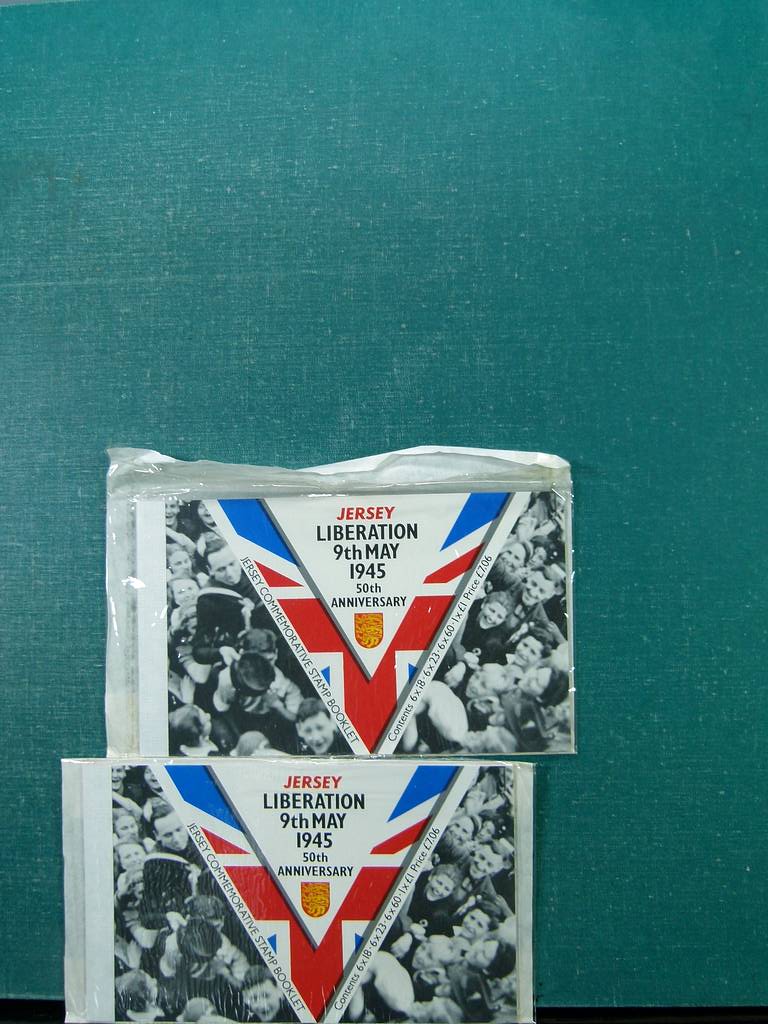 JERSEY
LIBERATION
9th MAY
1945
50th
ANNIVERSARY
JERSEY COMMEMORATIVE STAMP BOOKLET
Contents 6x18·6x23·6x60·1x£1 Price £7.06
JERSEY
LIBERATION
9th MAY
1945
50th
ANNIVERSARY
JERSEY COMMEMORATIVE STAMP BOOKLET
Contents 6x18·6x23·6x60·1x£1 Price £7.06